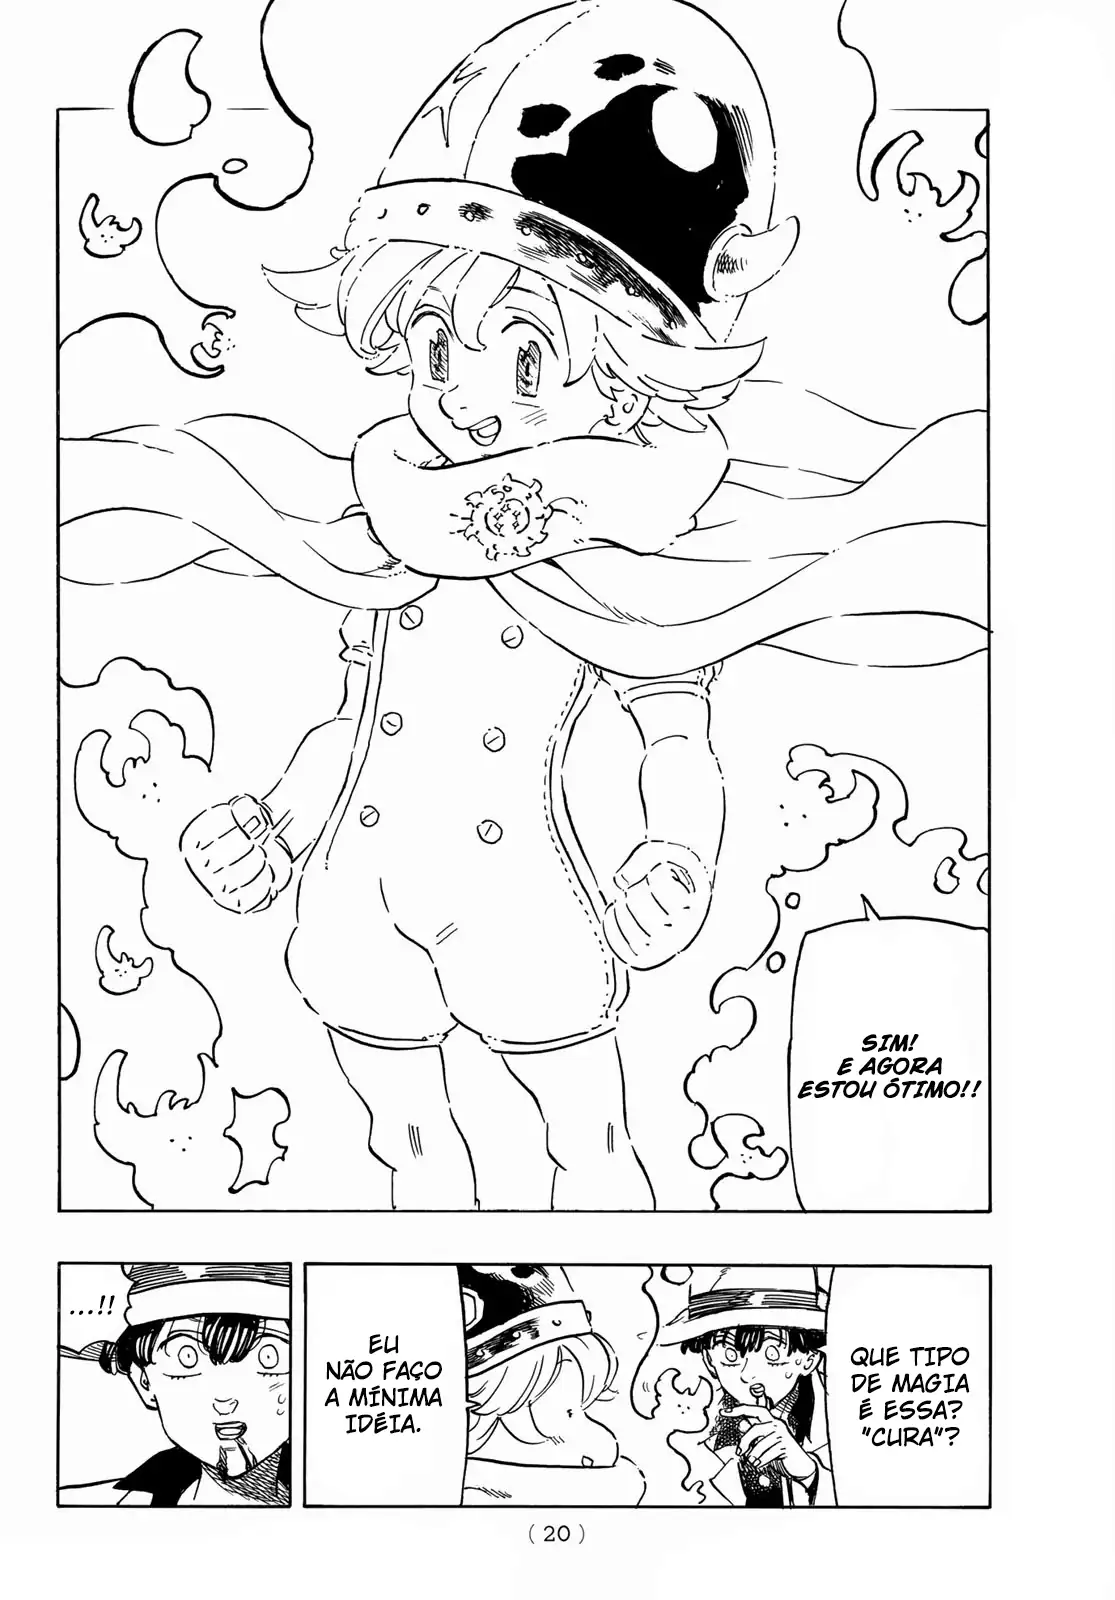 SIM!
E AGORA
ESTOU ÓTIMO!!
QUE TIPO
DE MAGIA
É ESSA?
"CURA"?
EU
NÃO FAÇO
A MÍNIMA
IDÉIA.
...!!
(20)